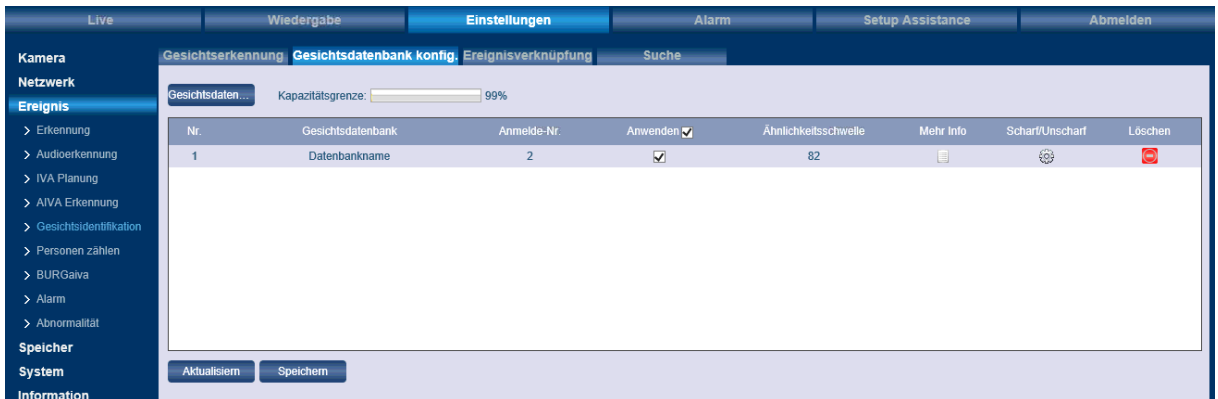 Live Wiedergabe Einstellungen Alarm Setup Assistance Abmelden
Kamera
Netzwerk
Ereignis
Erkennung
Audioerkennung
IVA Planung
AIVA Erkennung
Gesichtsidentifikation
Personen zählen
BURGaiva
Alarm
Abnormalität
Speicher
System
Information
Gesichtserkennung Gesichtsdatenbank konfig. Ereignisverknüpfung Suche
Gesichtsdaten... Kapazitätsgrenze: 99%
Nr. Gesichtsdatenbank Anmelde-Nr. Anwenden Ähnlichkeitsschwelle Mehr Info Scharf/Unscharf Löschen
1 Datenbankname 2 82
Aktualisiern Speichern